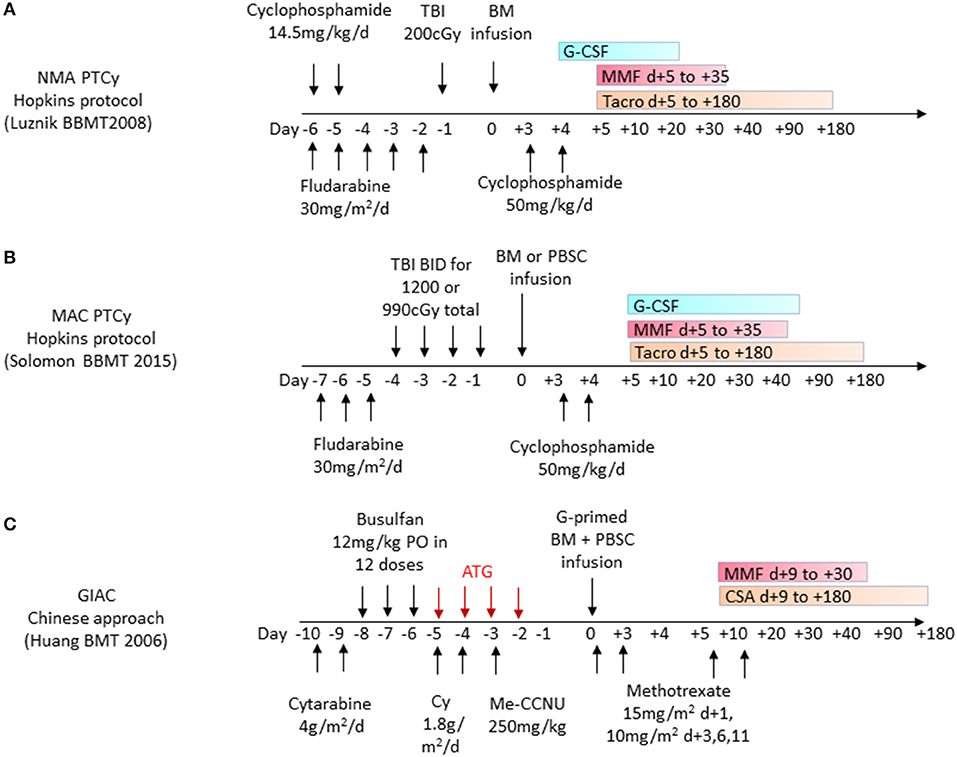 A
Cyclophosphamide
14.5mg/kg/d
TBI
200cGy
BM
infusion
G-CSF
MMF d+5 to +35
Tacro d+5 to +180
NMA PTCy
Hopkins protocol
(Luznik BBMT2008)
Day -6 -5 -4 -3 -2 -1 0 +3 +4 +5 +10 +20 +30 +40 +90 +180
Fludarabine
30mg/m²/d
Cyclophosphamide
50mg/kg/d
B
TBI BID for
1200 or
990cGy total
BM or PBSC
infusion
G-CSF
MMF d+5 to +35
Tacro d+5 to +180
MAC PTCy
Hopkins protocol
(Solomon BBMT 2015)
Day -7 -6 -5 -4 -3 -2 -1 0 +3 +4 +5 +10 +20 +30 +40 +90 +180
Fludarabine
30mg/m²/d
Cyclophosphamide
50mg/kg/d
C
Busulfan
12mg/kg PO in
12 doses
ATG
G-primed
BM + PBSC
infusion
MMF d+9 to +30
CSA d+9 to +180
GIAC
Chinese approach
(Huang BMT 2006)
Day -10 -9 -8 -7 -6 -5 -4 -3 -2 -1 0 +3 +4 +5 +10 +20 +30 +40 +90 +180
Cytarabine
4g/m²/d
Cy
1.8g/
m²/d
Me-CCNU
250mg/kg
Methotrexate
15mg/m² d+1,
10mg/m² d+3,6,11